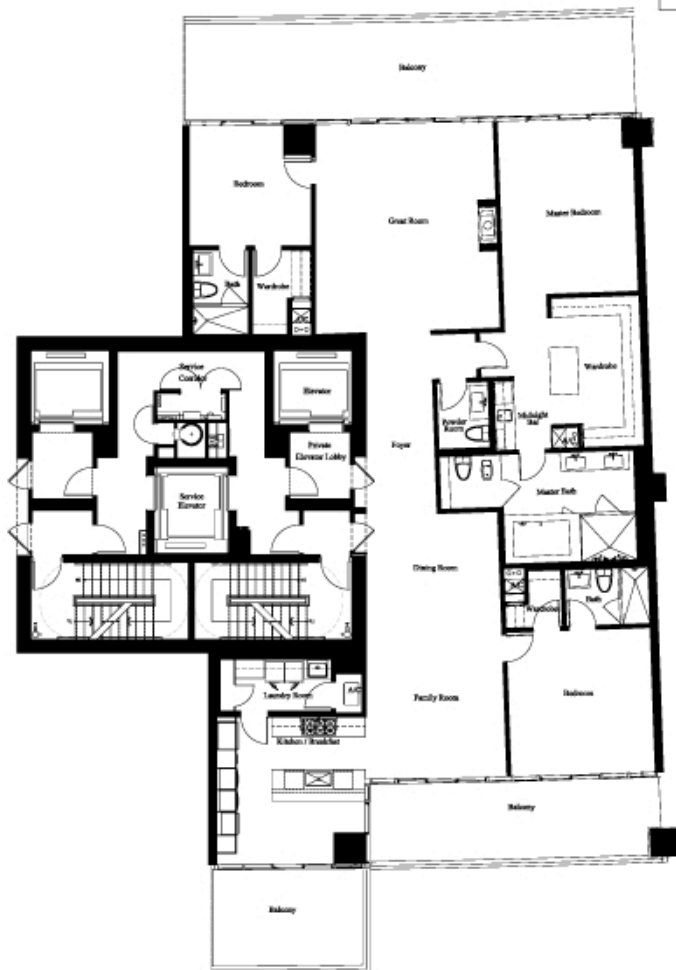 Balcony
Bedroom
Great Room
Master Bedroom
Bath
Wardrobe
Service
Corridor
Elevator
Wardrobe
Powder
Room
Midnight
Bar
A/C
Foyer
Private
Elevator Lobby
Service
Elevator
Master Bath
Dining Room
Wardrobe
Bath
Laundry Room
A/C
Family Room
Bedroom
Kitchen / Breakfast
Balcony
Balcony